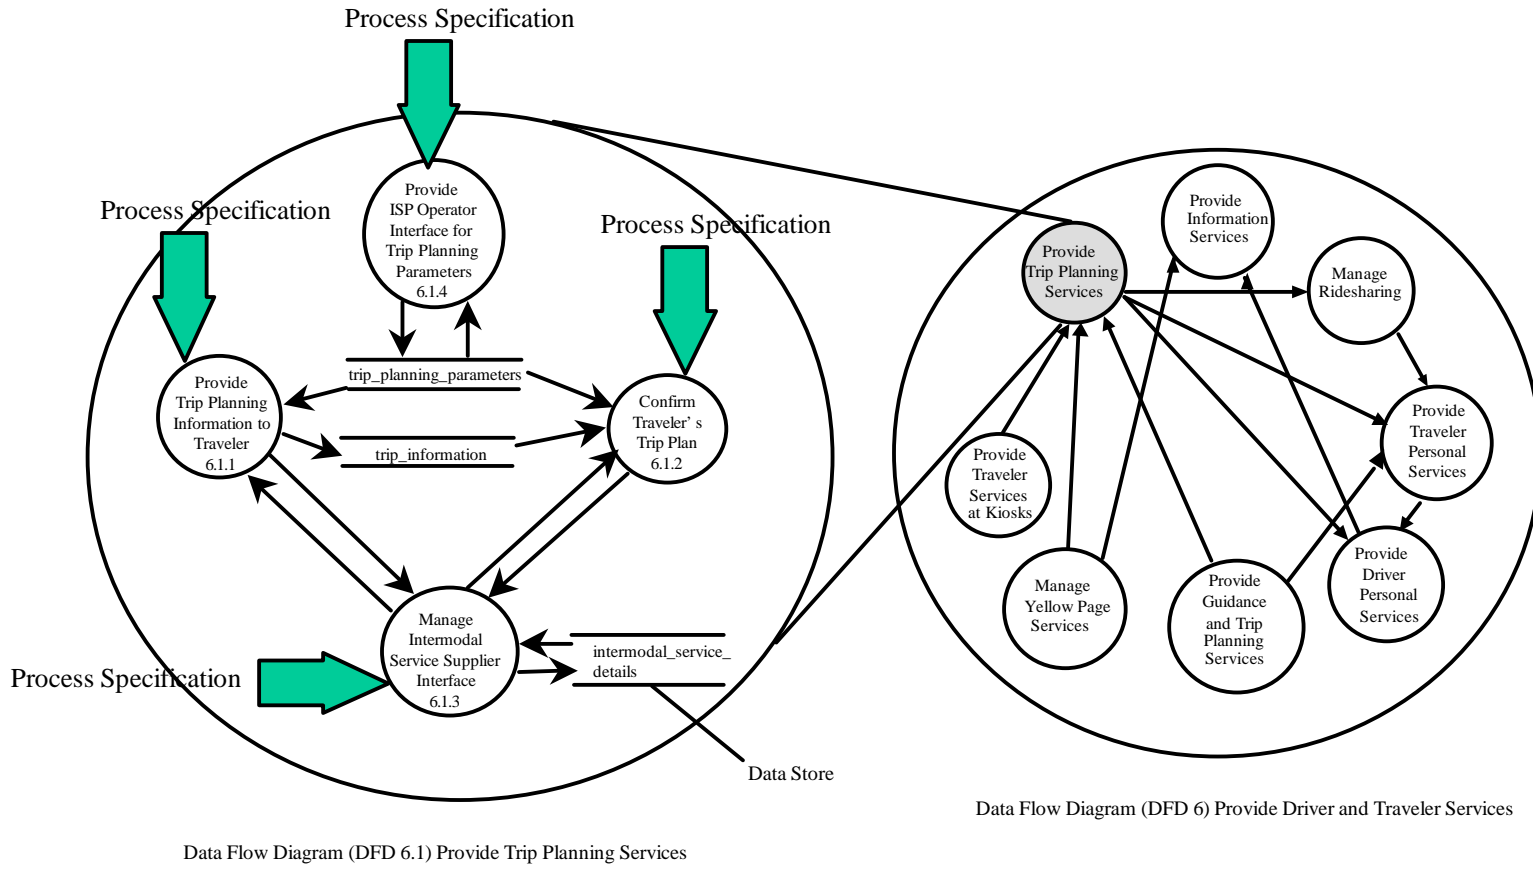 Process Specification
Process Specification
Process Specification
Process Specification
Provide
ISP Operator
Interface for
Trip Planning
Parameters
6.1.4
trip_planning_parameters
Provide
Trip Planning
Information to
Traveler
6.1.1
trip_information
Confirm
Traveler’ s
Trip Plan
6.1.2
Manage
Intermodal
Service Supplier
Interface
6.1.3
intermodal_service_
details
Data Store
Data Flow Diagram (DFD 6.1) Provide Trip Planning Services
Provide
Trip Planning
Services
Provide
Information
Services
Manage
Ridesharing
Provide
Traveler
Personal
Services
Provide
Traveler
Services
at Kiosks
Manage
Yellow Page
Services
Provide
Guidance
and Trip
Planning
Services
Provide
Driver
Personal
Services
Data Flow Diagram (DFD 6) Provide Driver and Traveler Services